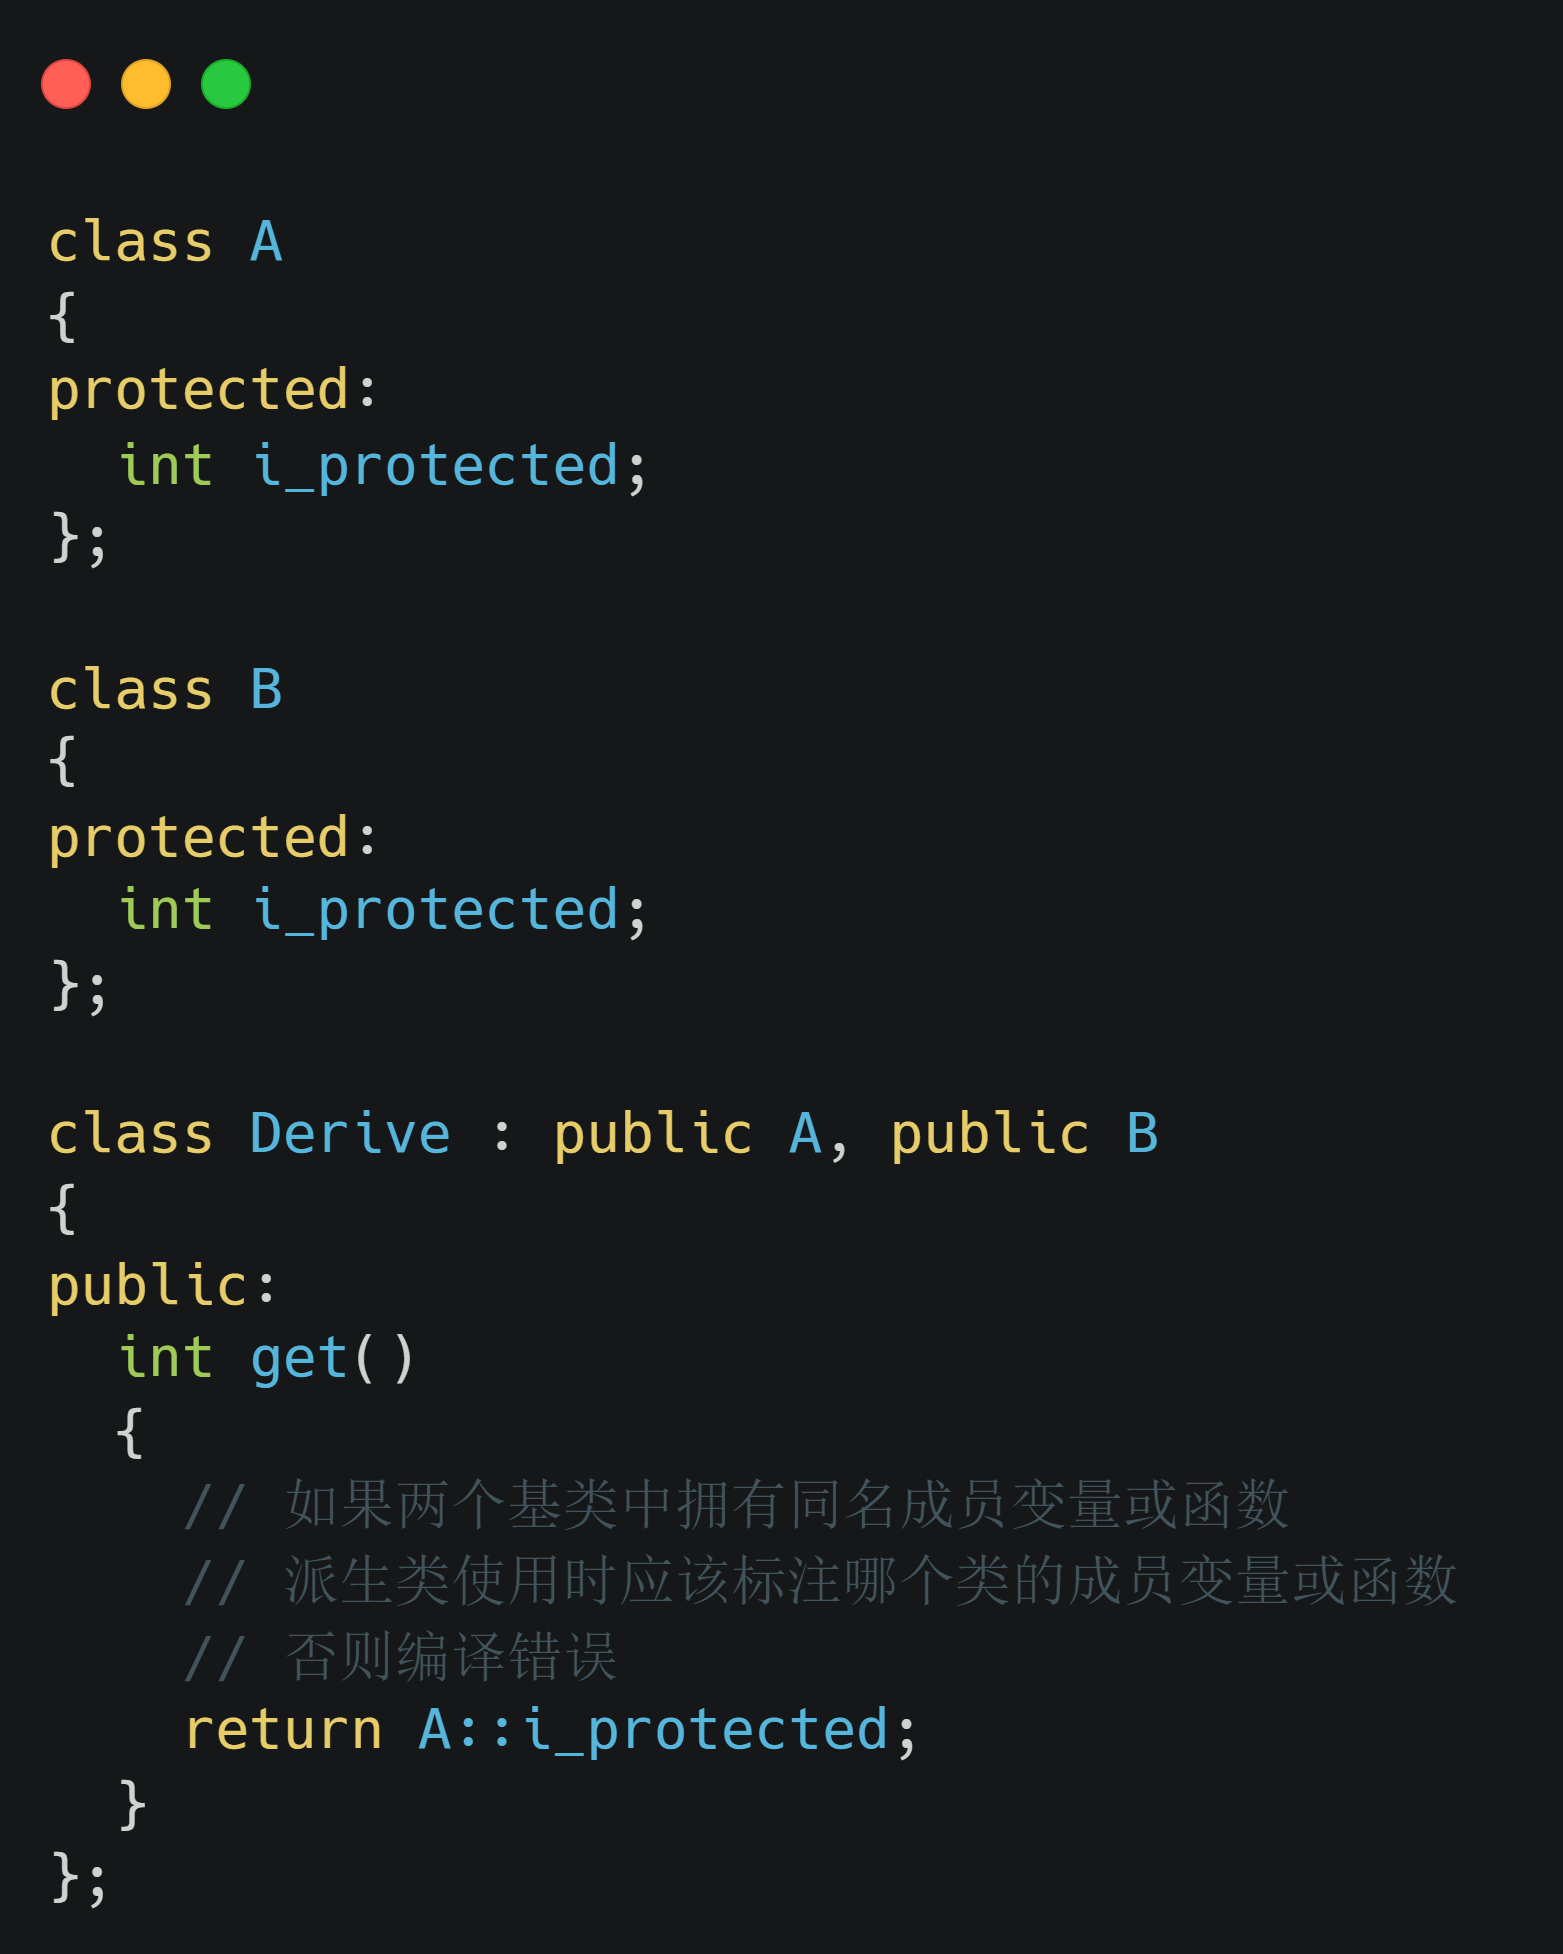 class A
{
protected:
  int i_protected;
};

class B
{
protected:
  int i_protected;
};

class Derive : public A, public B
{
public:
  int get()
  {
    // 如果两个基类中拥有同名成员变量或函数
    // 派生类使用时应该标注哪个类的成员变量或函数
    // 否则编译错误
    return A::i_protected;
  }
};